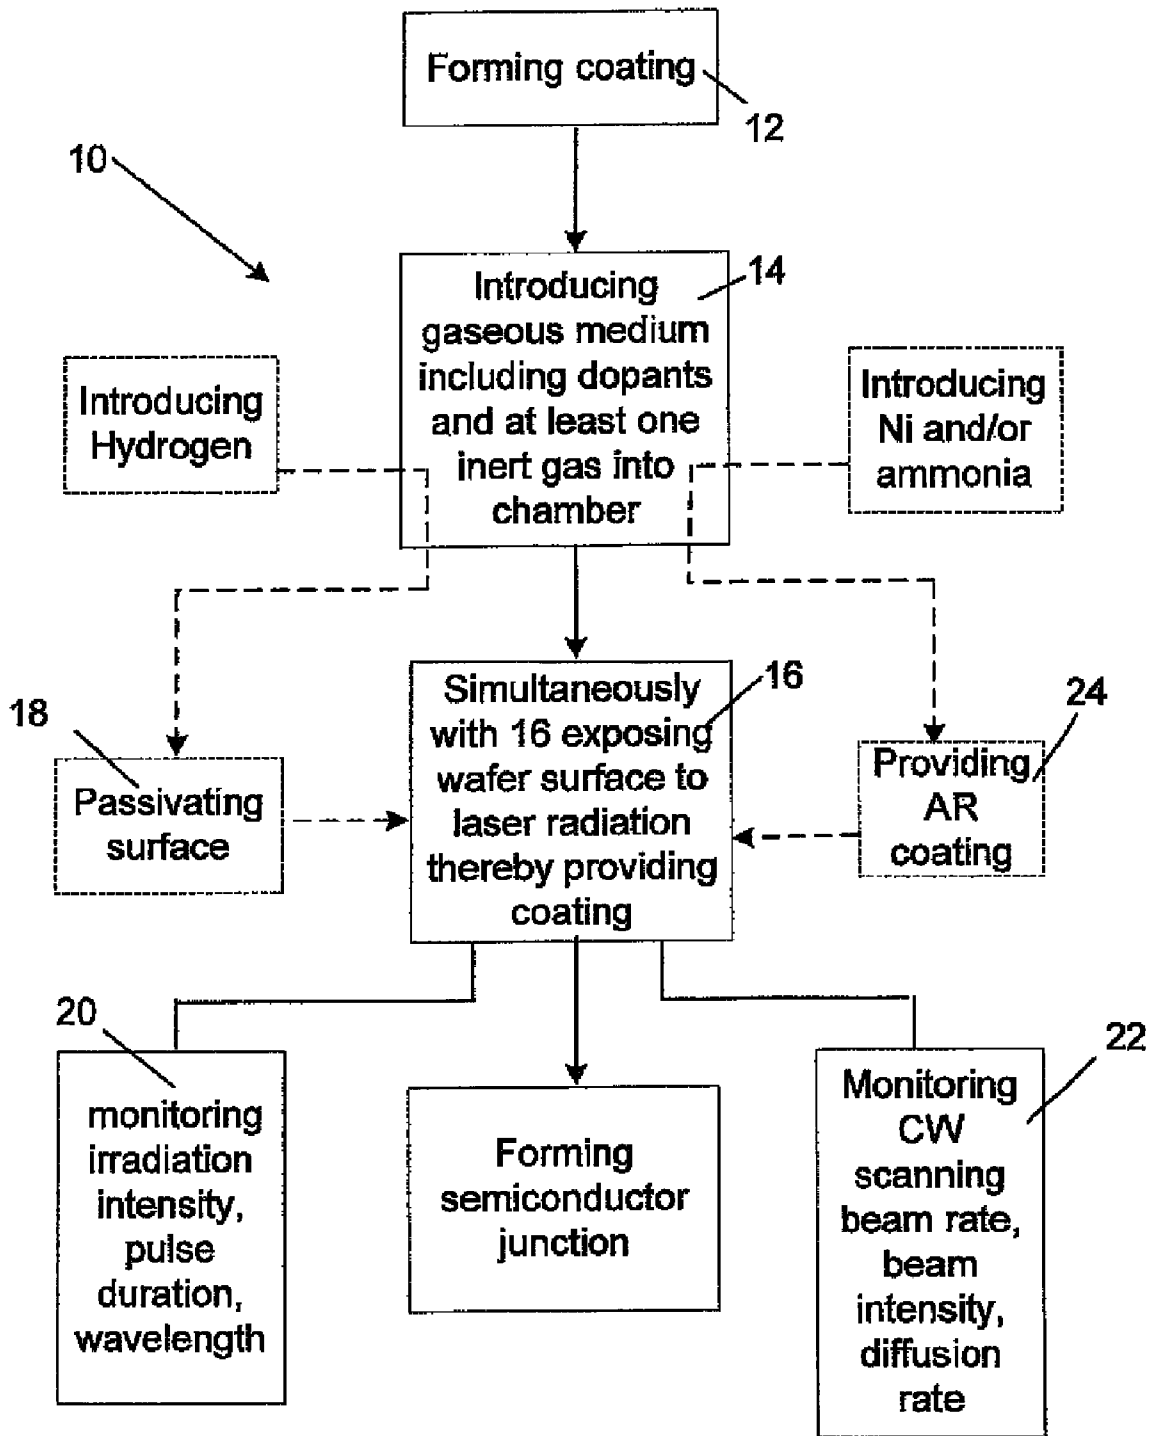 Forming coating
12
10
14
Introducing
gaseous medium
including dopants
and at least one
inert gas into
chamber
Introducing
Hydrogen
Introducing
Ni and/or
ammonia
16
Simultaneously
with 16 exposing
wafer surface to
laser radiation
thereby providing
coating
18
Passivating
surface
24
Providing
AR
coating
20
monitoring
irradiation
intensity,
pulse
duration,
wavelength
Forming
semiconductor
junction
22
Monitoring
CW
scanning
beam rate,
beam
intensity,
diffusion
rate